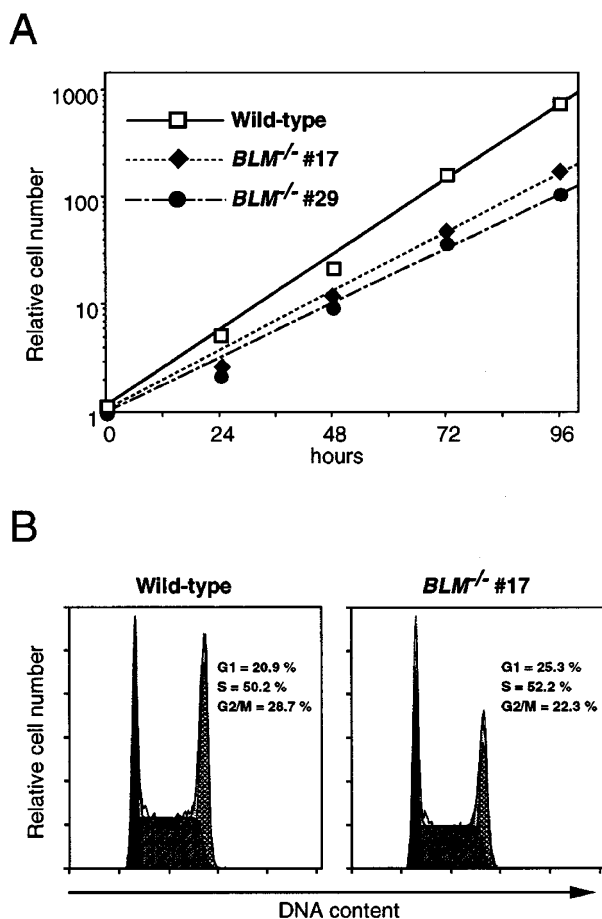 A
Relative cell number
1000
100
10
1
Wild-type
BLM-/- #17
BLM-/- #29
0 24 48 72 96
hours
B
Wild-type
BLM-/- #17
Relative cell number
G1 = 20.9 %
S = 50.2 %
G2/M = 28.7 %
G1 = 25.3 %
S = 52.2 %
G2/M = 22.3 %
DNA content